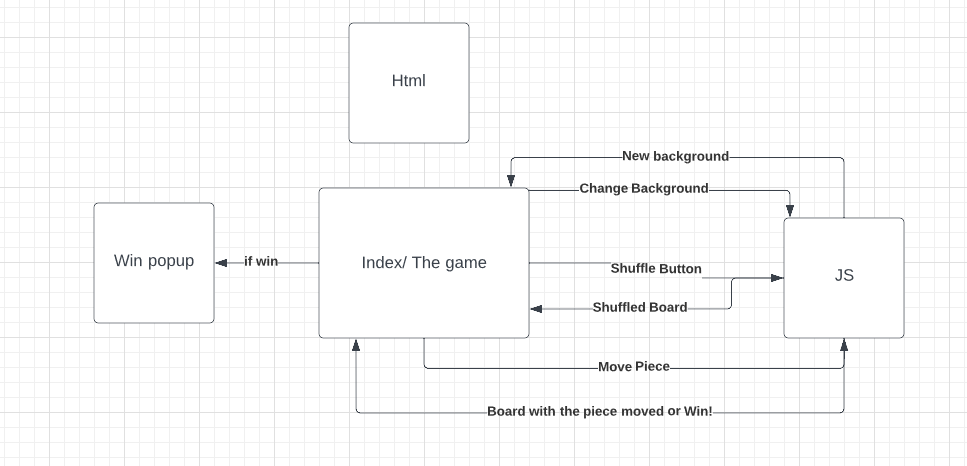 Html
New background
Change Background
Win popup
if win
Index/ The game
Shuffle Button
JS
Shuffled Board
Move Piece
Board with the piece moved or Win!